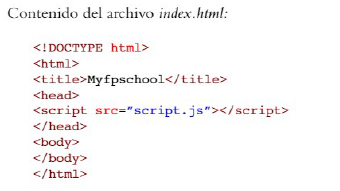 Contenido del archivo index.html:
<!DOCTYPE html>
<html>
<title>Myfpschool</title>
<head>
<script src="script.js"></script>
</head>
<body>
</body>
</html>